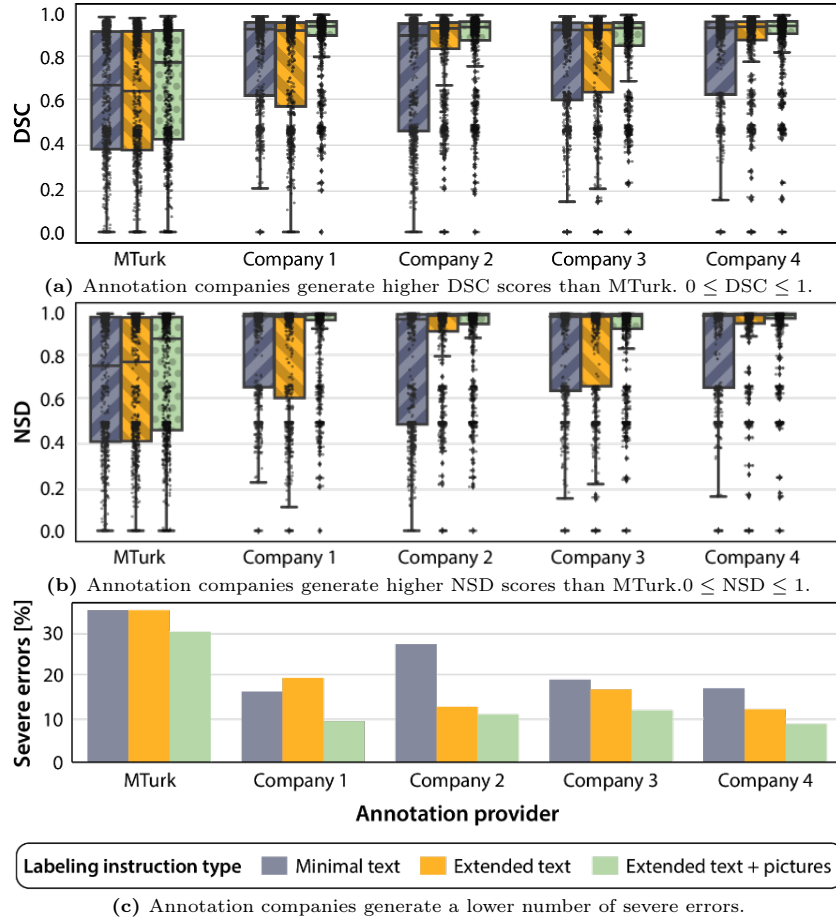 DSC
1.0
0.8
0.6
0.4
0.2
0.0
MTurk Company 1 Company 2 Company 3 Company 4
(a) Annotation companies generate higher DSC scores than MTurk. 0 ≤ DSC ≤ 1.
NSD
1.0
0.8
0.6
0.4
0.2
0.0
MTurk Company 1 Company 2 Company 3 Company 4
(b) Annotation companies generate higher NSD scores than MTurk.0 ≤ NSD ≤ 1.
Severe errors [%]
30
20
10
0
MTurk Company 1 Company 2 Company 3 Company 4
Annotation provider
Labeling instruction type Minimal text Extended text Extended text + pictures
(c) Annotation companies generate a lower number of severe errors.